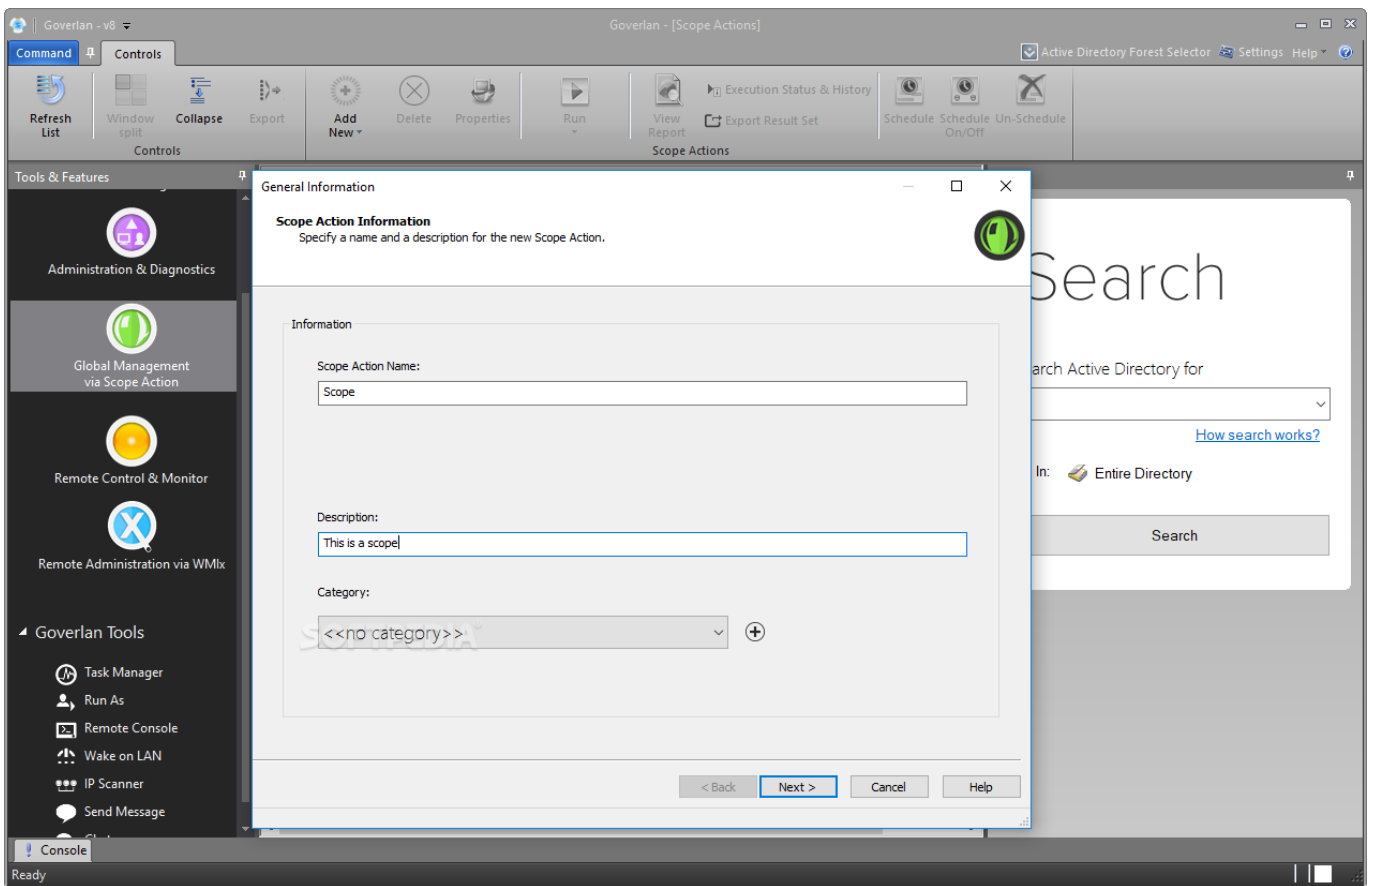 Goverlan - v8
Goverlan - [Scope Actions]
Command
Controls
Active Directory Forest Selector
Settings
Help
Refresh
List
Window
split
Collapse
Export
Controls
Add
New
Delete
Properties
Run
View
Report
Execution Status & History
Export Result Set
Schedule
Schedule
On/Off
Un-Schedule
Scope Actions
Tools & Features
Administration & Diagnostics
Global Management
via Scope Action
Remote Control & Monitor
Remote Administration via WMIx
Goverlan Tools
Task Manager
Run As
Remote Console
Wake on LAN
IP Scanner
Send Message
General Information
Scope Action Information
Specify a name and a description for the new Scope Action.
Information
Scope Action Name:
Scope
Description:
This is a scope
Category:
<<no category>>
SOFTPEDIA
< Back
Next >
Cancel
Help
Search
arch Active Directory for
How search works?
In:
Entire Directory
Search
Console
Ready